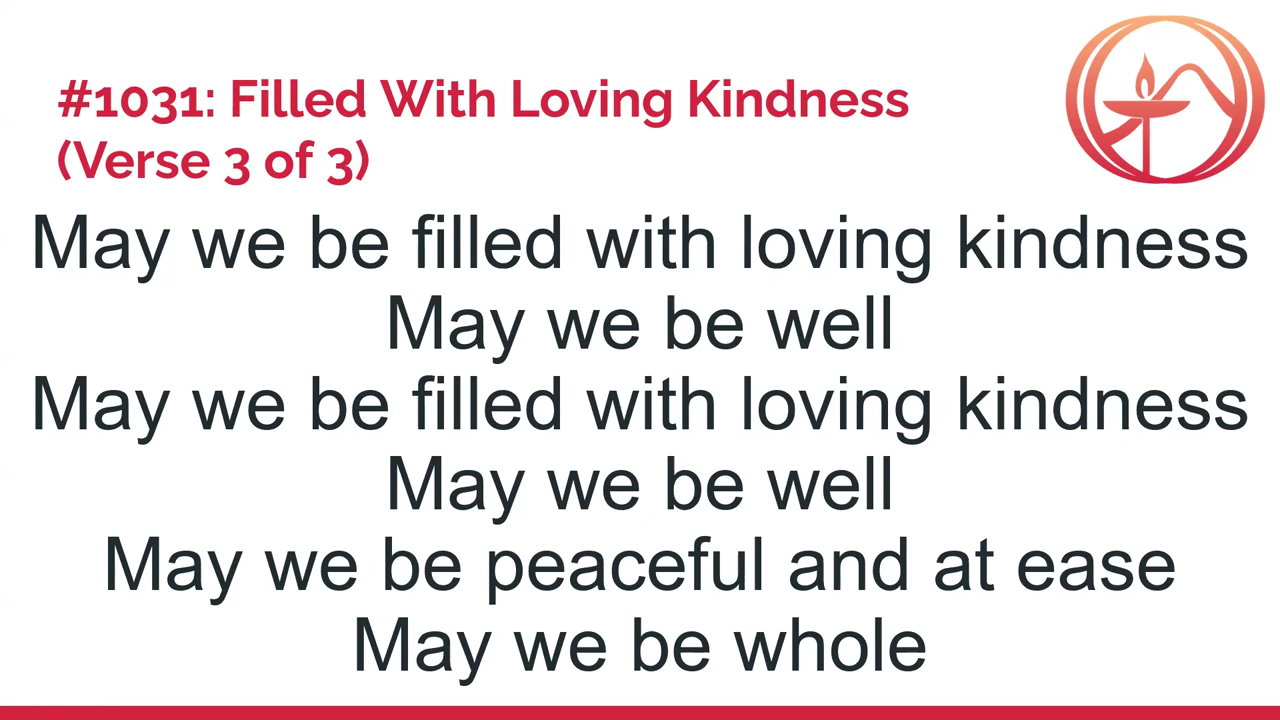 #1031: Filled With Loving Kindness
(Verse 3 of 3)
May we be filled with loving kindness
May we be well
May we be filled with loving kindness
May we be well
May we be peaceful and at ease
May we be whole